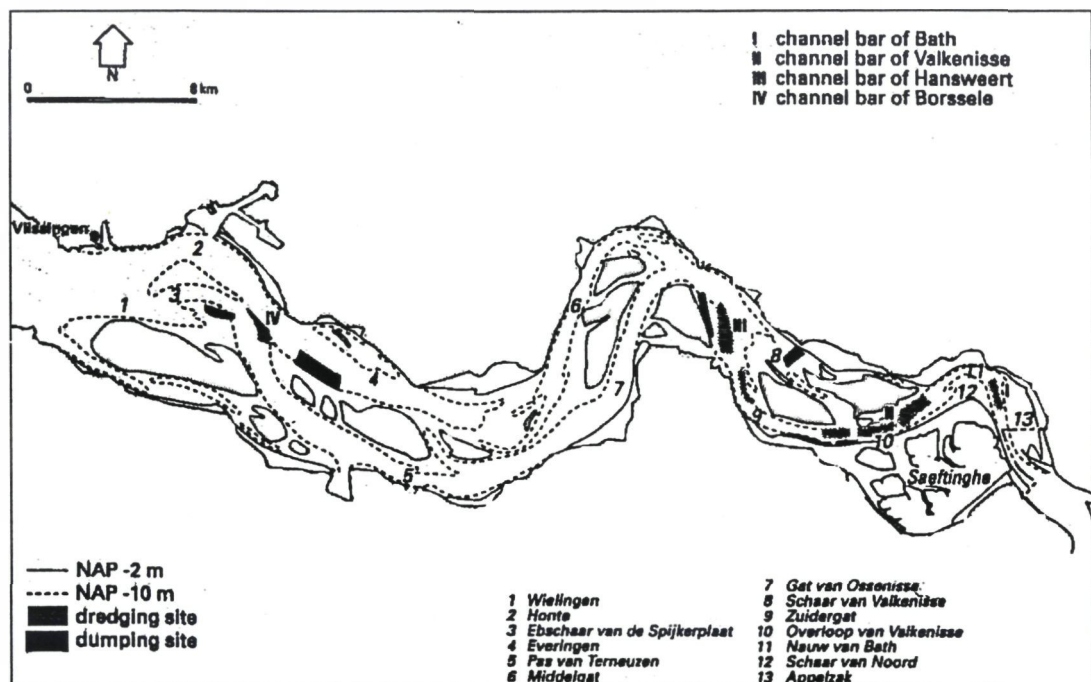 N
0 6 km
I channel bar of Bath
II channel bar of Valkenisse
III channel bar of Hansweert
IV channel bar of Borssele
Vlissingen
2
3
1
IV
4
5
6
7
III
8
9
II
10
11
12
13
Saeftinghe
NAP -2 m
NAP -10 m
dredging site
dumping site
1 Wielingen
2 Honte
3 Ebschaar van de Spijkerplaat
4 Everingen
5 Pas van Terneuzen
6 Middelgat
7 Gat van Ossenisse
8 Schaar van Valkenisse
9 Zuidergat
10 Overloop van Valkenisse
11 Nauw van Bath
12 Schaar van Noord
13 Appelzak